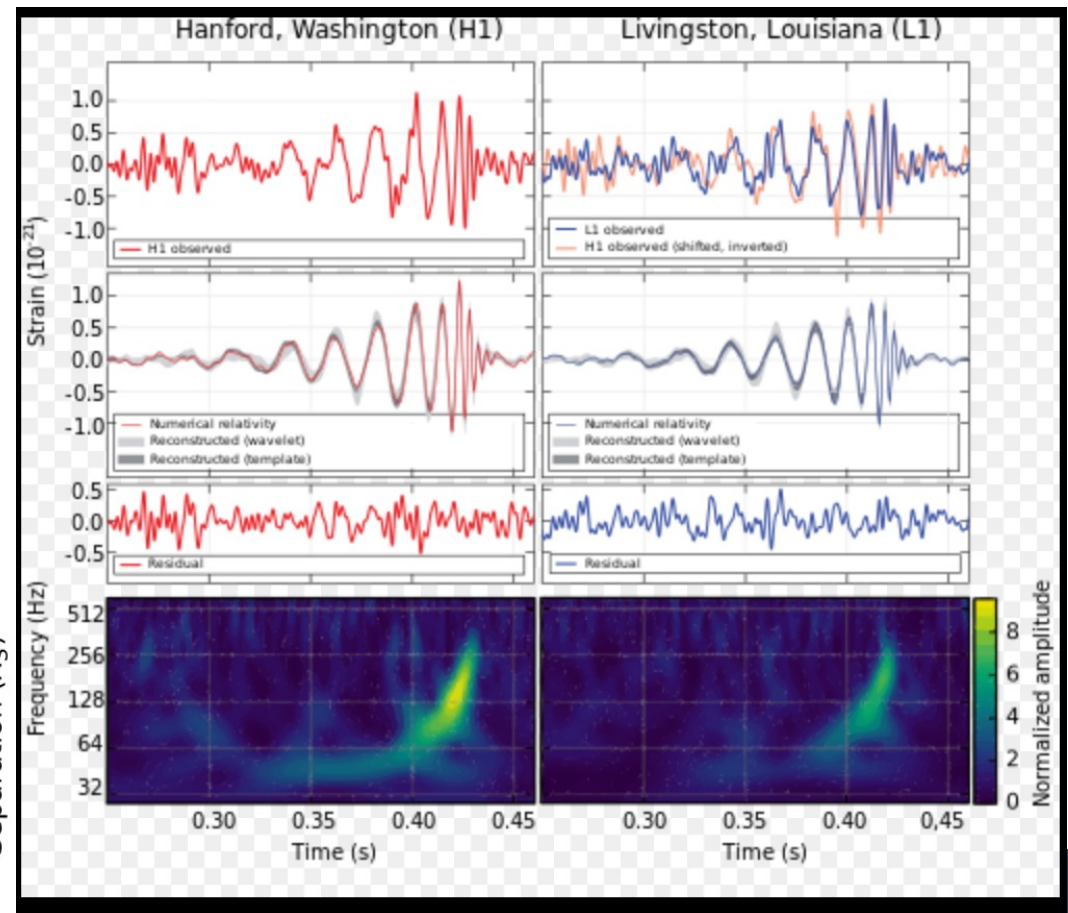 Hanford, Washington (H1)
Livingston, Louisiana (L1)
Strain (10⁻²¹)
1.0
0.5
0.0
-0.5
-1.0
H1 observed
L1 observed
H1 observed (shifted, inverted)
1.0
0.5
0.0
-0.5
-1.0
Numerical relativity
Reconstructed (wavelet)
Reconstructed (template)
Numerical relativity
Reconstructed (wavelet)
Reconstructed (template)
0.5
0.0
-0.5
Residual
Residual
Frequency (Hz)
512
256
128
64
32
Normalized amplitude
8
6
4
2
0
0.30 0.35 0.40 0.45
0.30 0.35 0.40 0,45
Time (s)
Time (s)